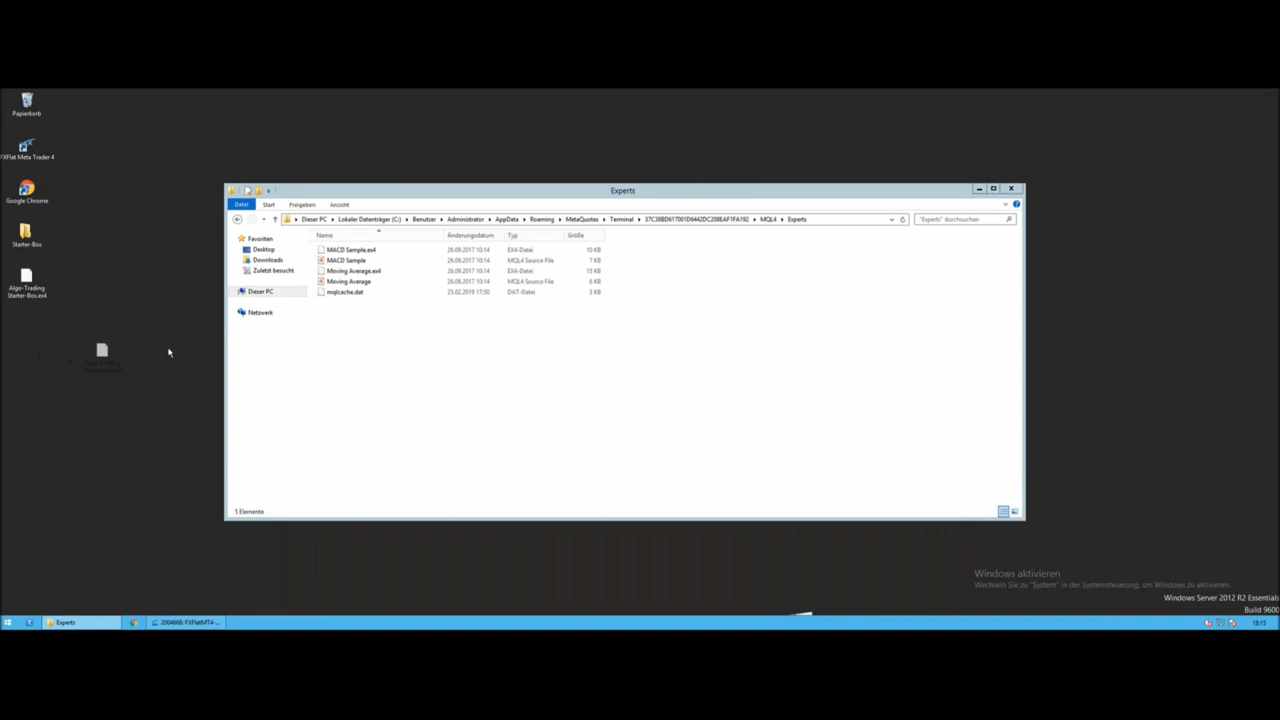 Papierkorb
FXFlat Meta Trader 4
Google Chrome
Starter-Box
Algo-Trading
Starter-Box.ex4
Experts
Datei Start Freigeben Ansicht
Dieser PC Lokaler Datenträger (C:) Benutzer Administrator AppData Roaming MetaQuotes Terminal MQL4 Experts "Experts" durchsuchen
Name Änderungsdatum Typ Größe
Favoriten
Desktop
Downloads
Zuletzt besucht
Dieser PC
Netzwerk
MACD Sample.ex4 26.09.2017 10:14 EX4-Datei 10 KB
MACD Sample 26.09.2017 10:14 MQL4 Source File 7 KB
Moving Average.ex4 26.09.2017 10:14 EX4-Datei 15 KB
Moving Average 26.09.2017 10:14 MQL4 Source File 6 KB
mqlcache.dat 25.02.2019 17:50 DAT-Datei 3 KB
5 Elemente
Windows aktivieren
Wechseln Sie zu "System" in der Systemsteuerung, um Windows zu aktivieren.
Windows Server 2012 R2 Essentials
Build 9600
Experts
2004668: FXFlatMT4-...
18:15